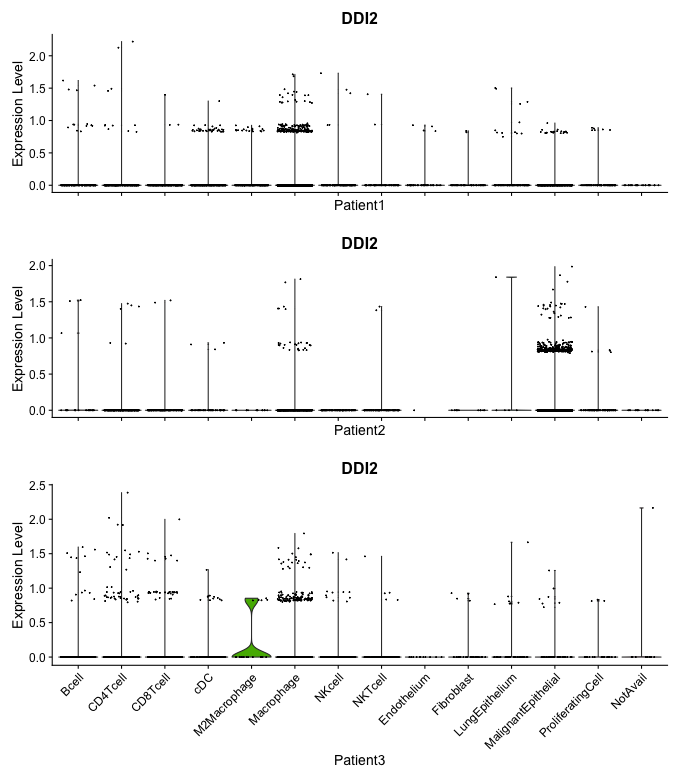 DDI2
Expression Level
2.0
1.5
1.0
0.5
0.0
Patient1
DDI2
Expression Level
2.0
1.5
1.0
0.5
0.0
Patient2
DDI2
Expression Level
2.5
2.0
1.5
1.0
0.5
0.0
Bcell
CD4Tcell
CD8Tcell
cDC
M2Macrophage
Macrophage
NKcell
NKTcell
Endothelium
Fibroblast
LungEpithelium
MalignantEpithelial
ProliferatingCell
NotAvail
Patient3